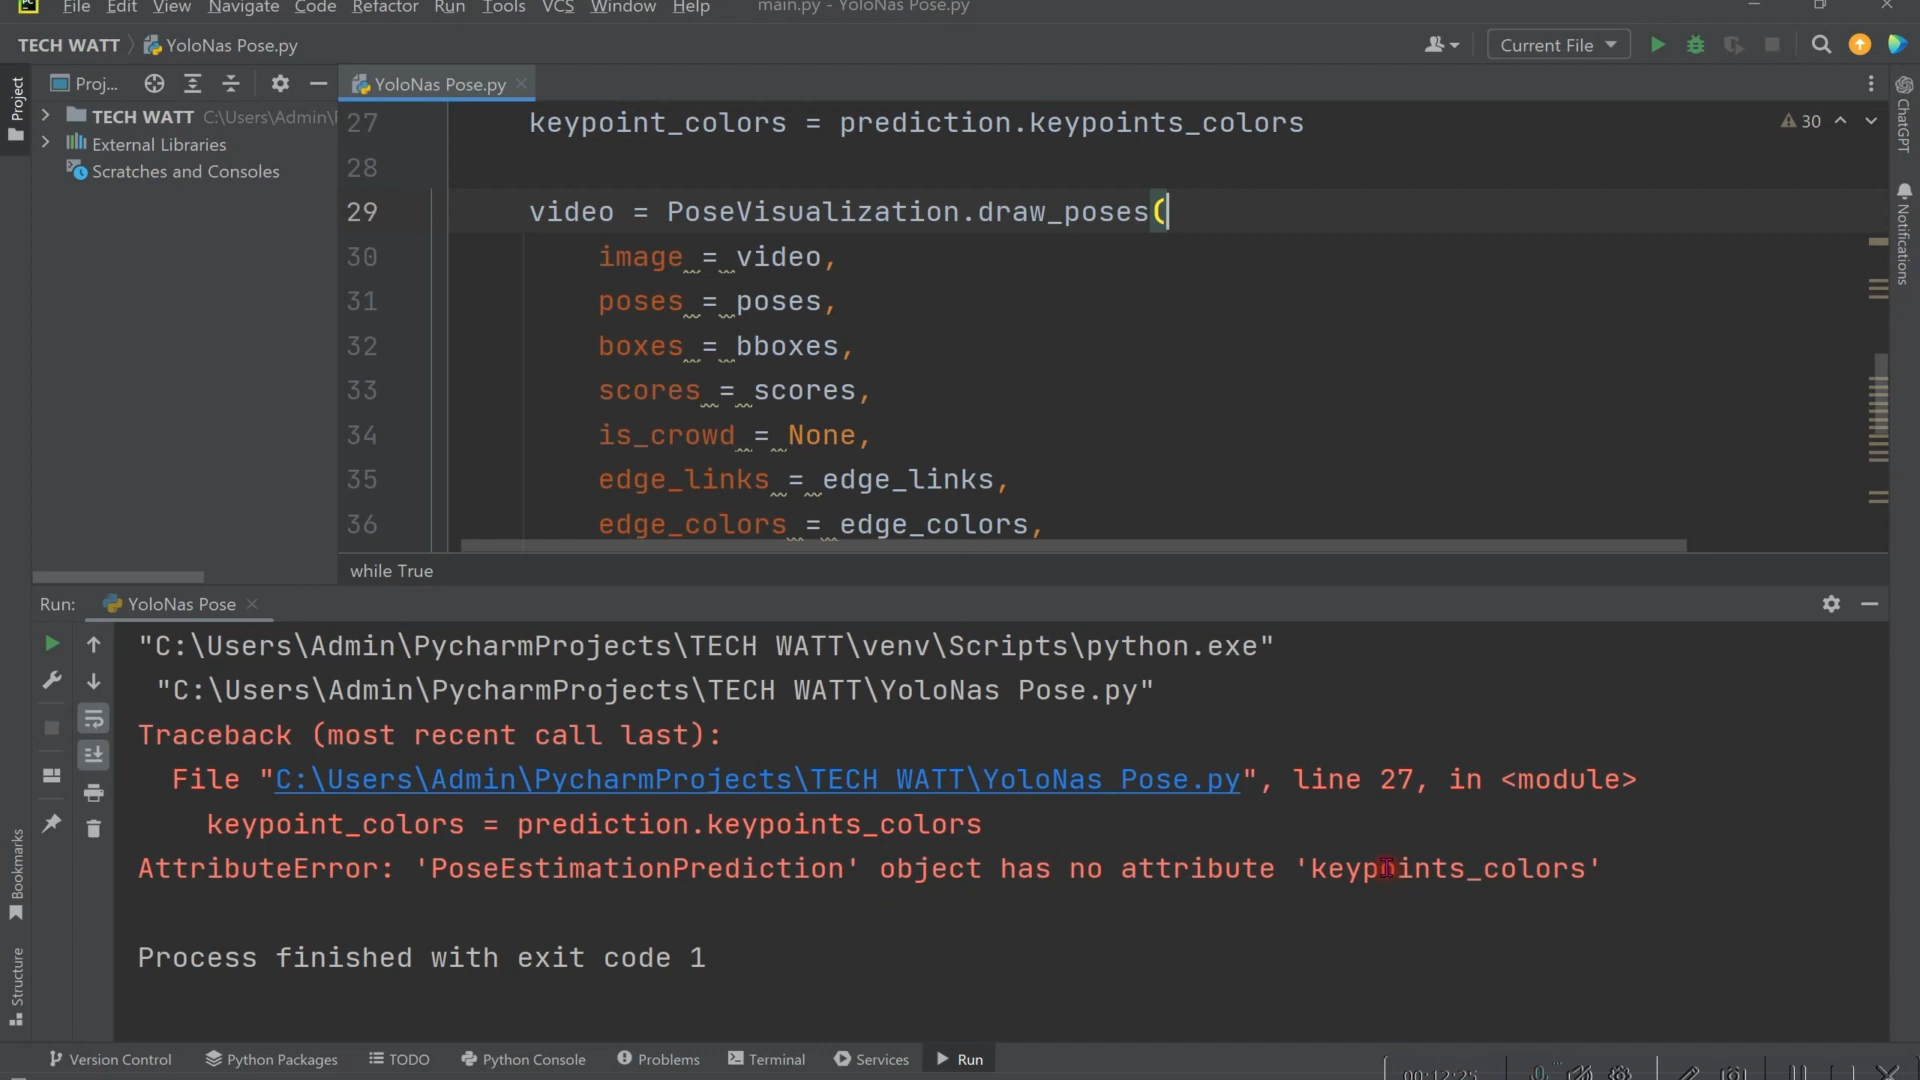 File Edit View Navigate Code Refactor Run Tools VCS Window Help main.py - YoloNas Pose.py
TECH WATT YoloNas Pose.py
Current File
Project
Proj...
YoloNas Pose.py
TECH WATT C:\Users\Admin\
External Libraries
Scratches and Consoles
27 keypoint_colors = prediction.keypoints_colors
30
28
29 video = PoseVisualization.draw_poses(
30 image = video,
31 poses = poses,
32 boxes = bboxes,
33 scores = scores,
34 is_crowd = None,
35 edge_links = edge_links,
36 edge_colors = edge_colors,
while True
ChatGPT
Notifications
Run: YoloNas Pose
"C:\Users\Admin\PycharmProjects\TECH WATT\venv\Scripts\python.exe"
"C:\Users\Admin\PycharmProjects\TECH WATT\YoloNas Pose.py"
Traceback (most recent call last):
File "C:\Users\Admin\PycharmProjects\TECH WATT\YoloNas Pose.py", line 27, in <module>
keypoint_colors = prediction.keypoints_colors
AttributeError: 'PoseEstimationPrediction' object has no attribute 'keypoints_colors'
Process finished with exit code 1
Bookmarks
Structure
Version Control Python Packages TODO Python Console Problems Terminal Services Run
00:12:25